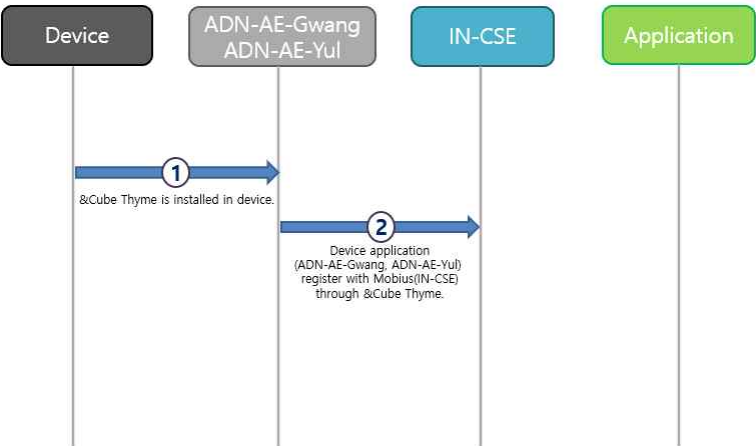 Device
ADN-AE-Gwang
ADN-AE-Yul
IN-CSE
Application
1
&Cube Thyme is installed in device.
2
Device application
(ADN-AE-Gwang, ADN-AE-Yul)
register with Mobius(IN-CSE)
through &Cube Thyme.